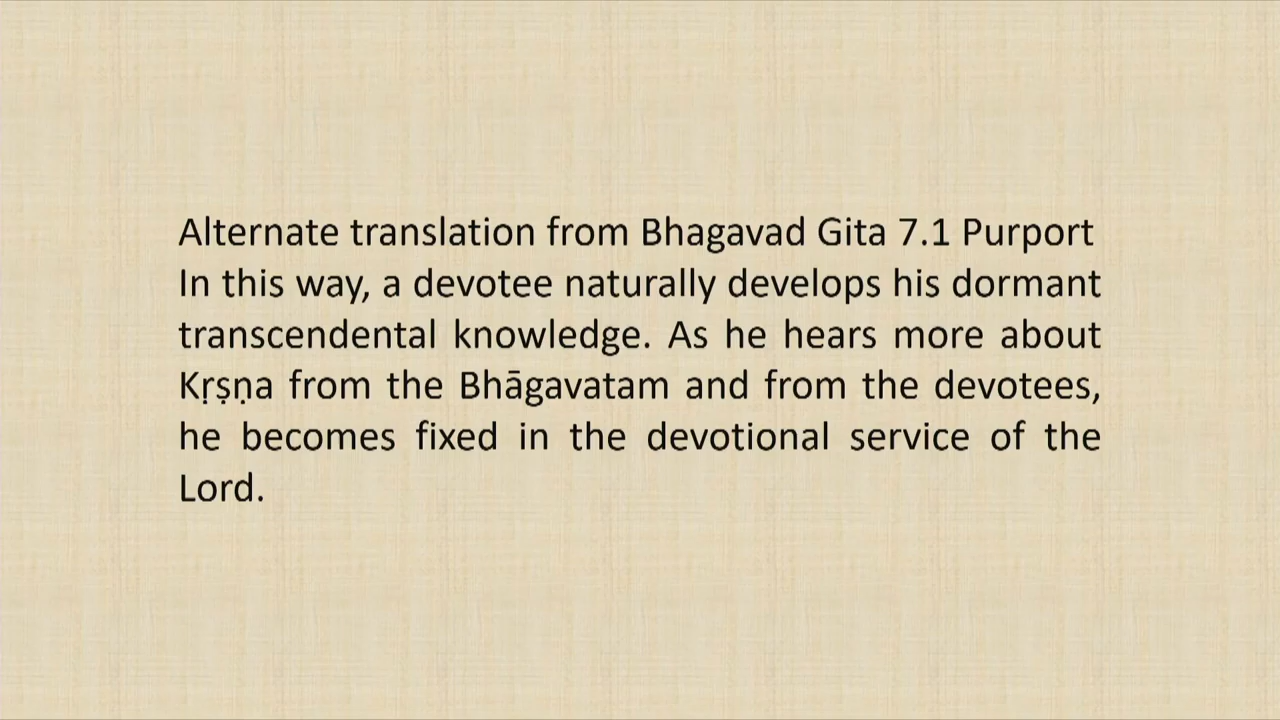 Alternate translation from Bhagavad Gita 7.1 Purport
In this way, a devotee naturally develops his dormant
transcendental knowledge. As he hears more about
Kṛṣṇa from the Bhāgavatam and from the devotees,
he becomes fixed in the devotional service of the
Lord.